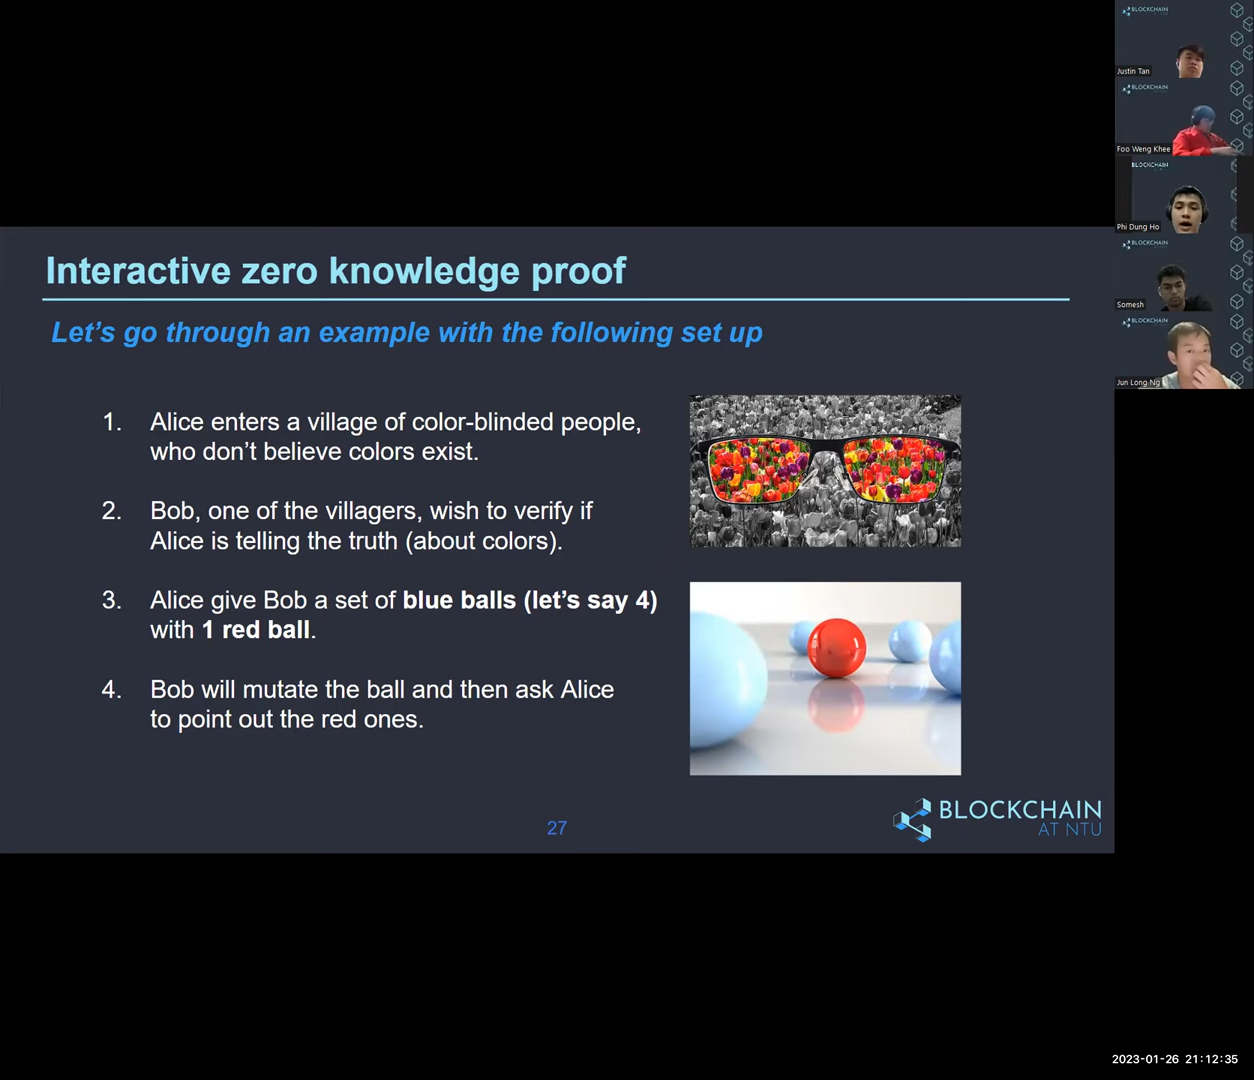 BLOCKCHAIN
Justin Tan
BLOCKCHAIN
Foo Weng Khee
BLOCKCHAIN
Phi Dung Ho
BLOCKCHAIN
Somesh
BLOCKCHAIN
Jun Long Ng
Interactive zero knowledge proof
Let's go through an example with the following set up
1. Alice enters a village of color-blinded people,
who don't believe colors exist.
2. Bob, one of the villagers, wish to verify if
Alice is telling the truth (about colors).
3. Alice give Bob a set of blue balls (let's say 4)
with 1 red ball.
4. Bob will mutate the ball and then ask Alice
to point out the red ones.
27
BLOCKCHAIN
AT NTU
2023-01-26 21:12:35